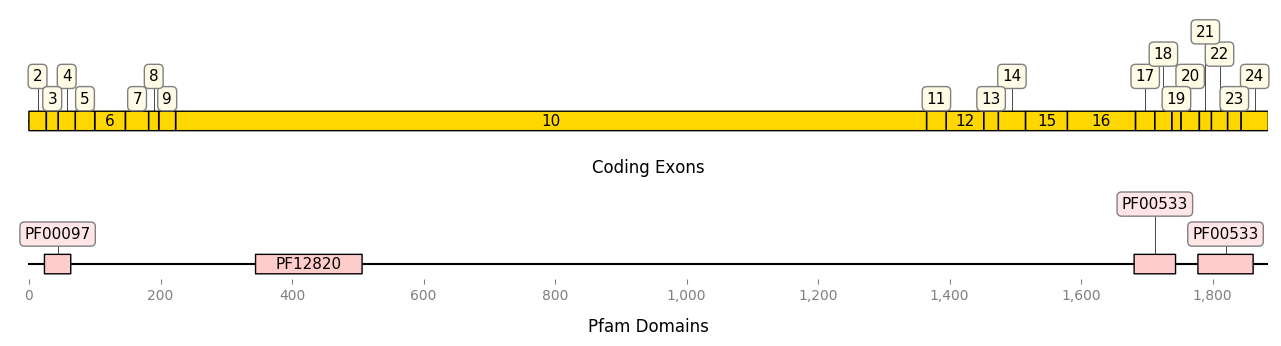 21
18 22
2 4 8 14 17 20 24
3 5 7 9 11 13 19 23
6 10 12 15 16
Coding Exons
PF00533
PF00097 PF00533
PF12820
0 200 400 600 800 1,000 1,200 1,400 1,600 1,800
Pfam Domains